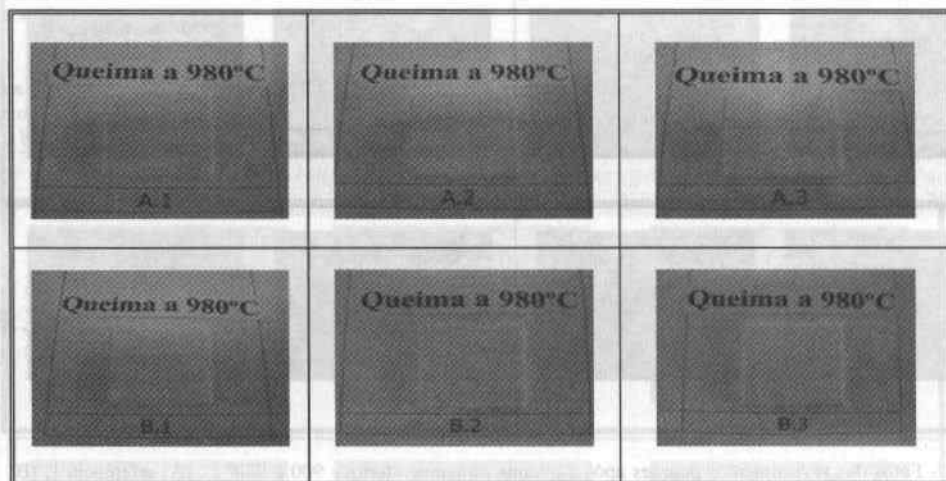 Queima a 980ºC Queima a 980ºC Queima a 980ºC
A.1 A.2 A.3
Queima a 980ºC Queima a 980ºC Queima a 980ºC
B.1 B.2 B.3